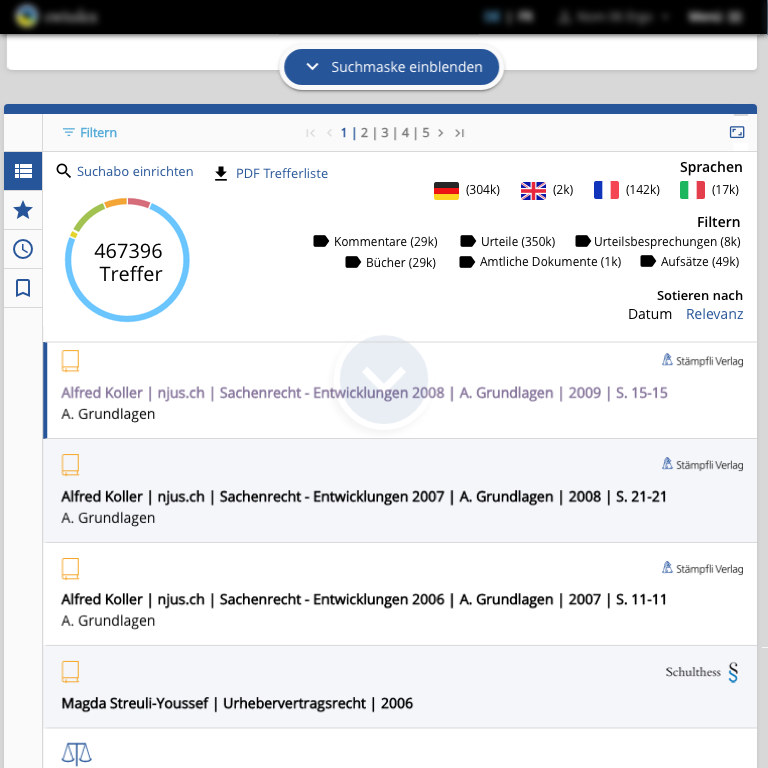 Suchmaske einblenden
Filtern
1 | 2 | 3 | 4 | 5
Suchabo einrichten
PDF Trefferliste
467396
Treffer
Sprachen
(304k) (2k) (142k) (17k)
Filtern
Kommentare (29k) Urteile (350k) Urteilsbesprechungen (8k)
Bücher (29k) Amtliche Dokumente (1k) Aufsätze (49k)
Sotieren nach
Datum Relevanz
Stämpfli Verlag
Alfred Koller | njus.ch | Sachenrecht - Entwicklungen 2008 | A. Grundlagen | 2009 | S. 15-15
A. Grundlagen
Stämpfli Verlag
Alfred Koller | njus.ch | Sachenrecht - Entwicklungen 2007 | A. Grundlagen | 2008 | S. 21-21
A. Grundlagen
Stämpfli Verlag
Alfred Koller | njus.ch | Sachenrecht - Entwicklungen 2006 | A. Grundlagen | 2007 | S. 11-11
A. Grundlagen
Schulthess §
Magda Streuli-Youssef | Urhebervertragsrecht | 2006